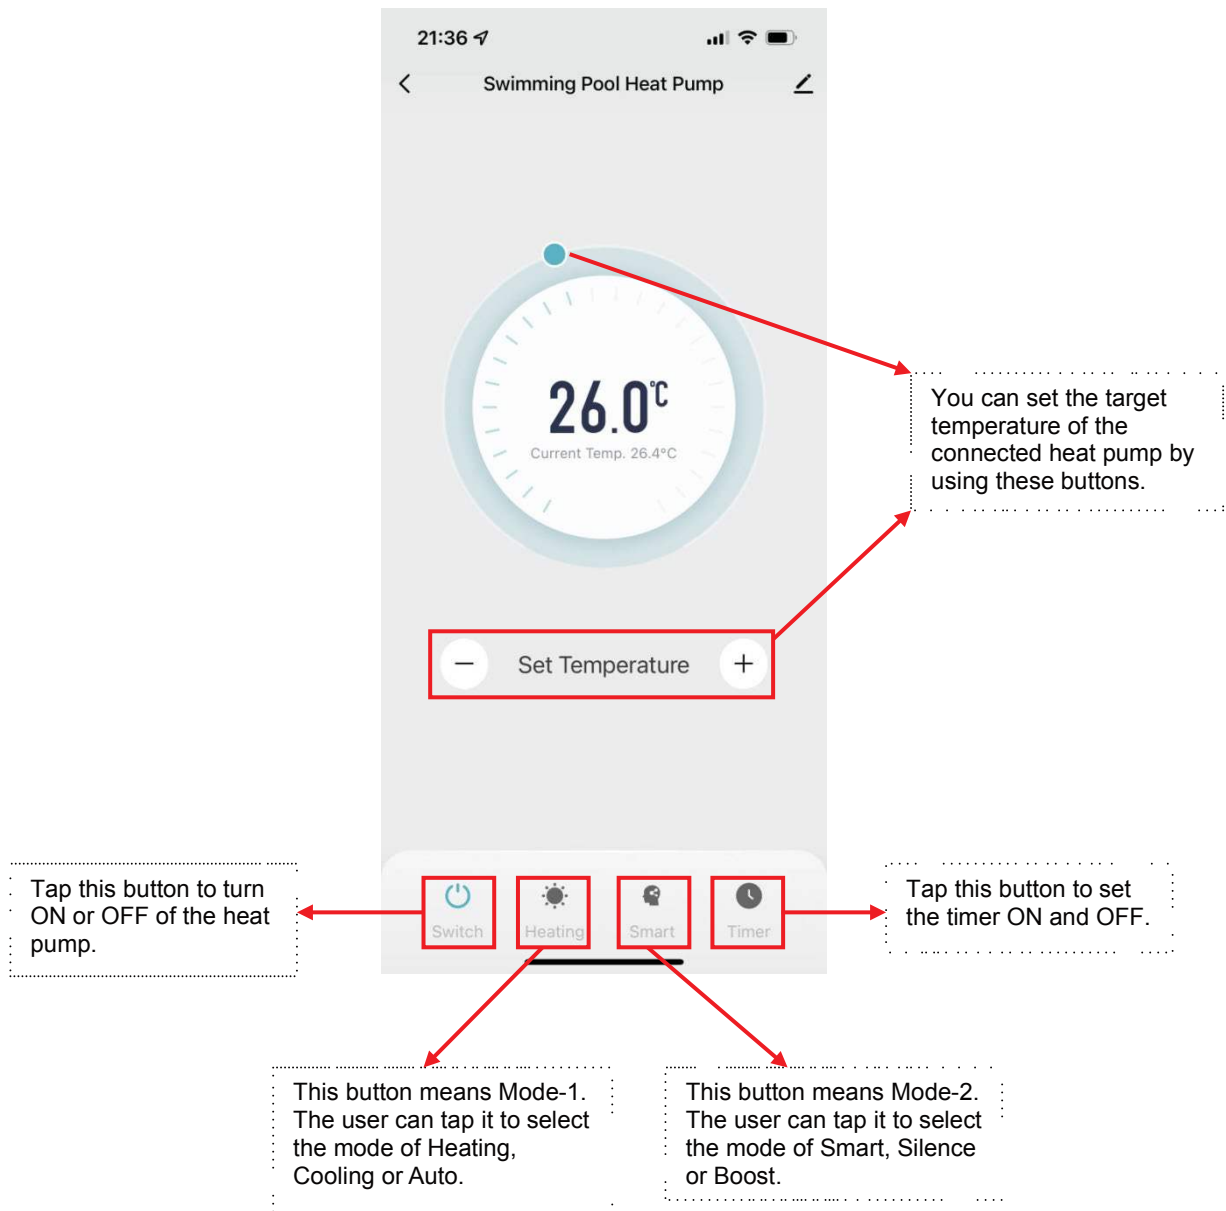 21:36
Swimming Pool Heat Pump
26.0°C
Current Temp. 26.4°C
You can set the target
temperature of the
connected heat pump by
using these buttons.
Set Temperature
Switch
Heating
Smart
Timer
Tap this button to turn
ON or OFF of the heat
pump.
Tap this button to set
the timer ON and OFF.
This button means Mode-1.
The user can tap it to select
the mode of Heating,
Cooling or Auto.
This button means Mode-2.
The user can tap it to select
the mode of Smart, Silence
or Boost.